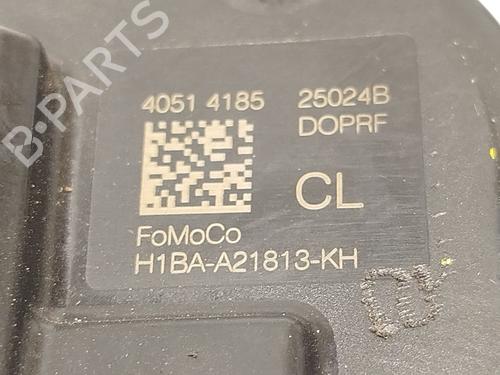 B-PARTS
4051 4185 25024B
DOPRF
CL
FoMoCo
H1BA-A21813-KH